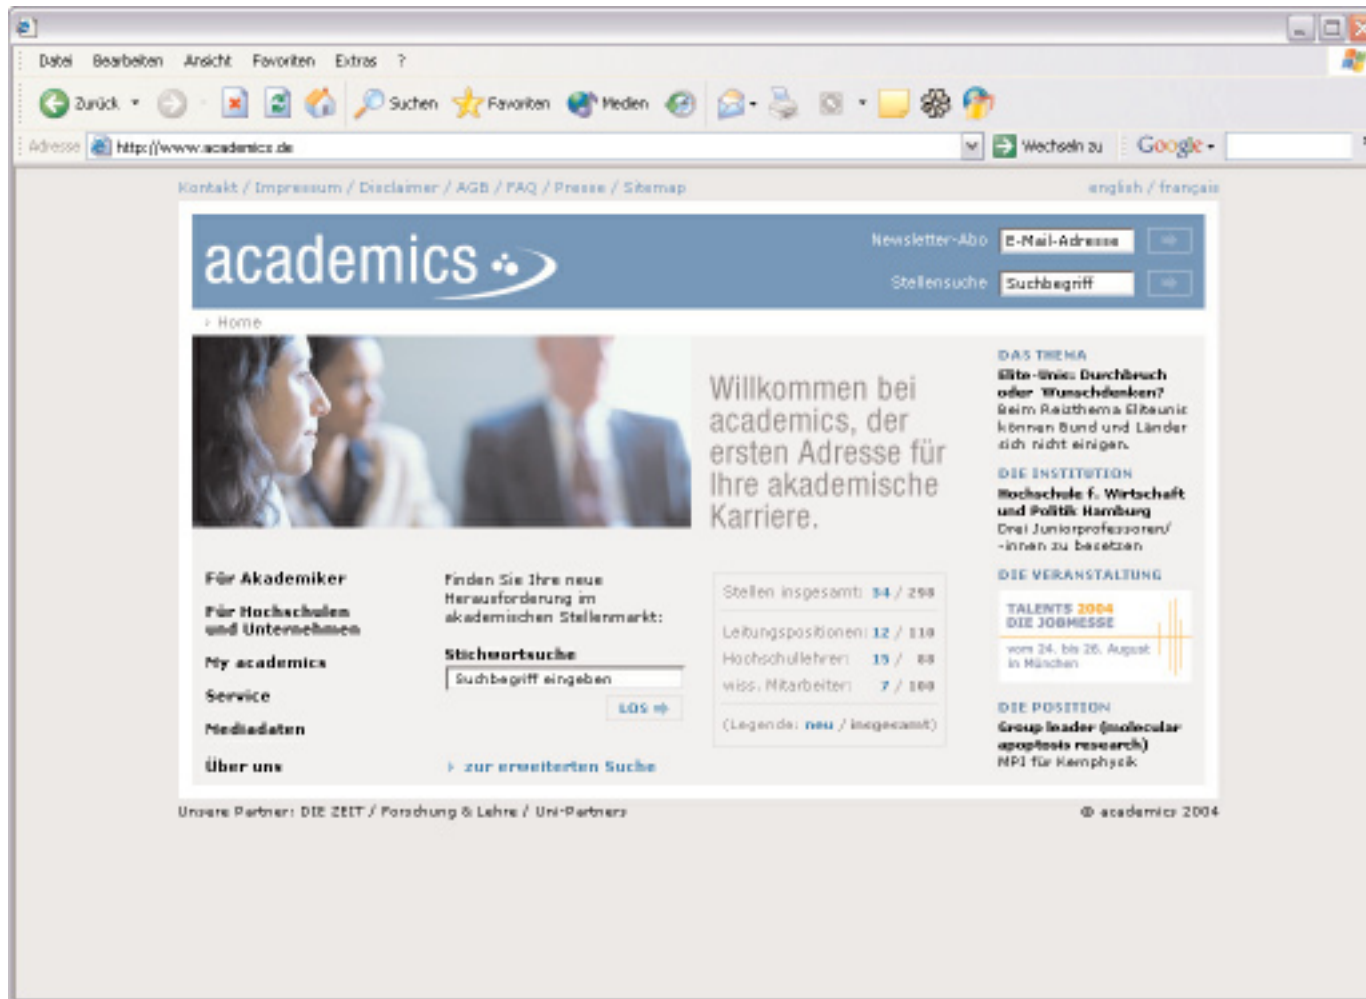 Datei Bearbeiten Ansicht Favoriten Extras ?
Zurück Suchen Favoriten Medien
Adresse http://www.academics.de Wechseln zu Google
Kontakt / Impressum / Disclaimer / AGB / FAQ / Presse / Sitemap
english / français
academics
Newsletter-Abo E-Mail-Adresse
Stellensuche Suchbegriff
› Home
Willkommen bei
academics, der
ersten Adresse für
Ihre akademische
Karriere.
DAS THEMA
Elite-Unis: Durchbruch
oder Wunschdenken?
Beim Reizthema Eliteunis
können Bund und Länder
sich nicht einigen.
DIE INSTITUTION
Hochschule f. Wirtschaft
und Politik Hamburg
Drei Juniorprofessoren/
-innen zu besetzen
DIE VERANSTALTUNG
TALENTS 2004
DIE JOBMESSE
vom 24. bis 26. August
in München
DIE POSITION
Group leader (molecular
apoptosis research)
MPI für Kernphysik
Für Akademiker
Für Hochschulen
und Unternehmen
My academics
Service
Mediadaten
Über uns
Finden Sie Ihre neue
Herausforderung im
akademischen Stellenmarkt:
Stichwortsuche
Suchbegriff eingeben
LOS
› zur erweiterten Suche
Stellen insgesamt: 34 / 298
Leitungspositionen: 12 / 110
Hochschullehrer: 15 / 88
wiss. Mitarbeiter: 7 / 100
(Legende: neu / insgesamt)
Unsere Partner: DIE ZEIT / Forschung & Lehre / Uni-Partners
© academics 2004